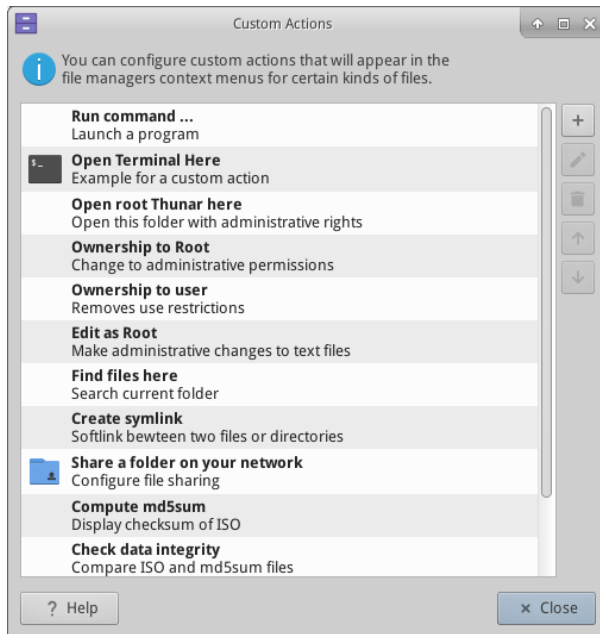 Custom Actions
You can configure custom actions that will appear in the
file managers context menus for certain kinds of files.
Run command ...
Launch a program
$_
Open Terminal Here
Example for a custom action
Open root Thunar here
Open this folder with administrative rights
Ownership to Root
Change to administrative permissions
Ownership to user
Removes use restrictions
Edit as Root
Make administrative changes to text files
Find files here
Search current folder
Create symlink
Softlink bewteen two files or directories
Share a folder on your network
Configure file sharing
Compute md5sum
Display checksum of ISO
Check data integrity
Compare ISO and md5sum files
? Help
× Close